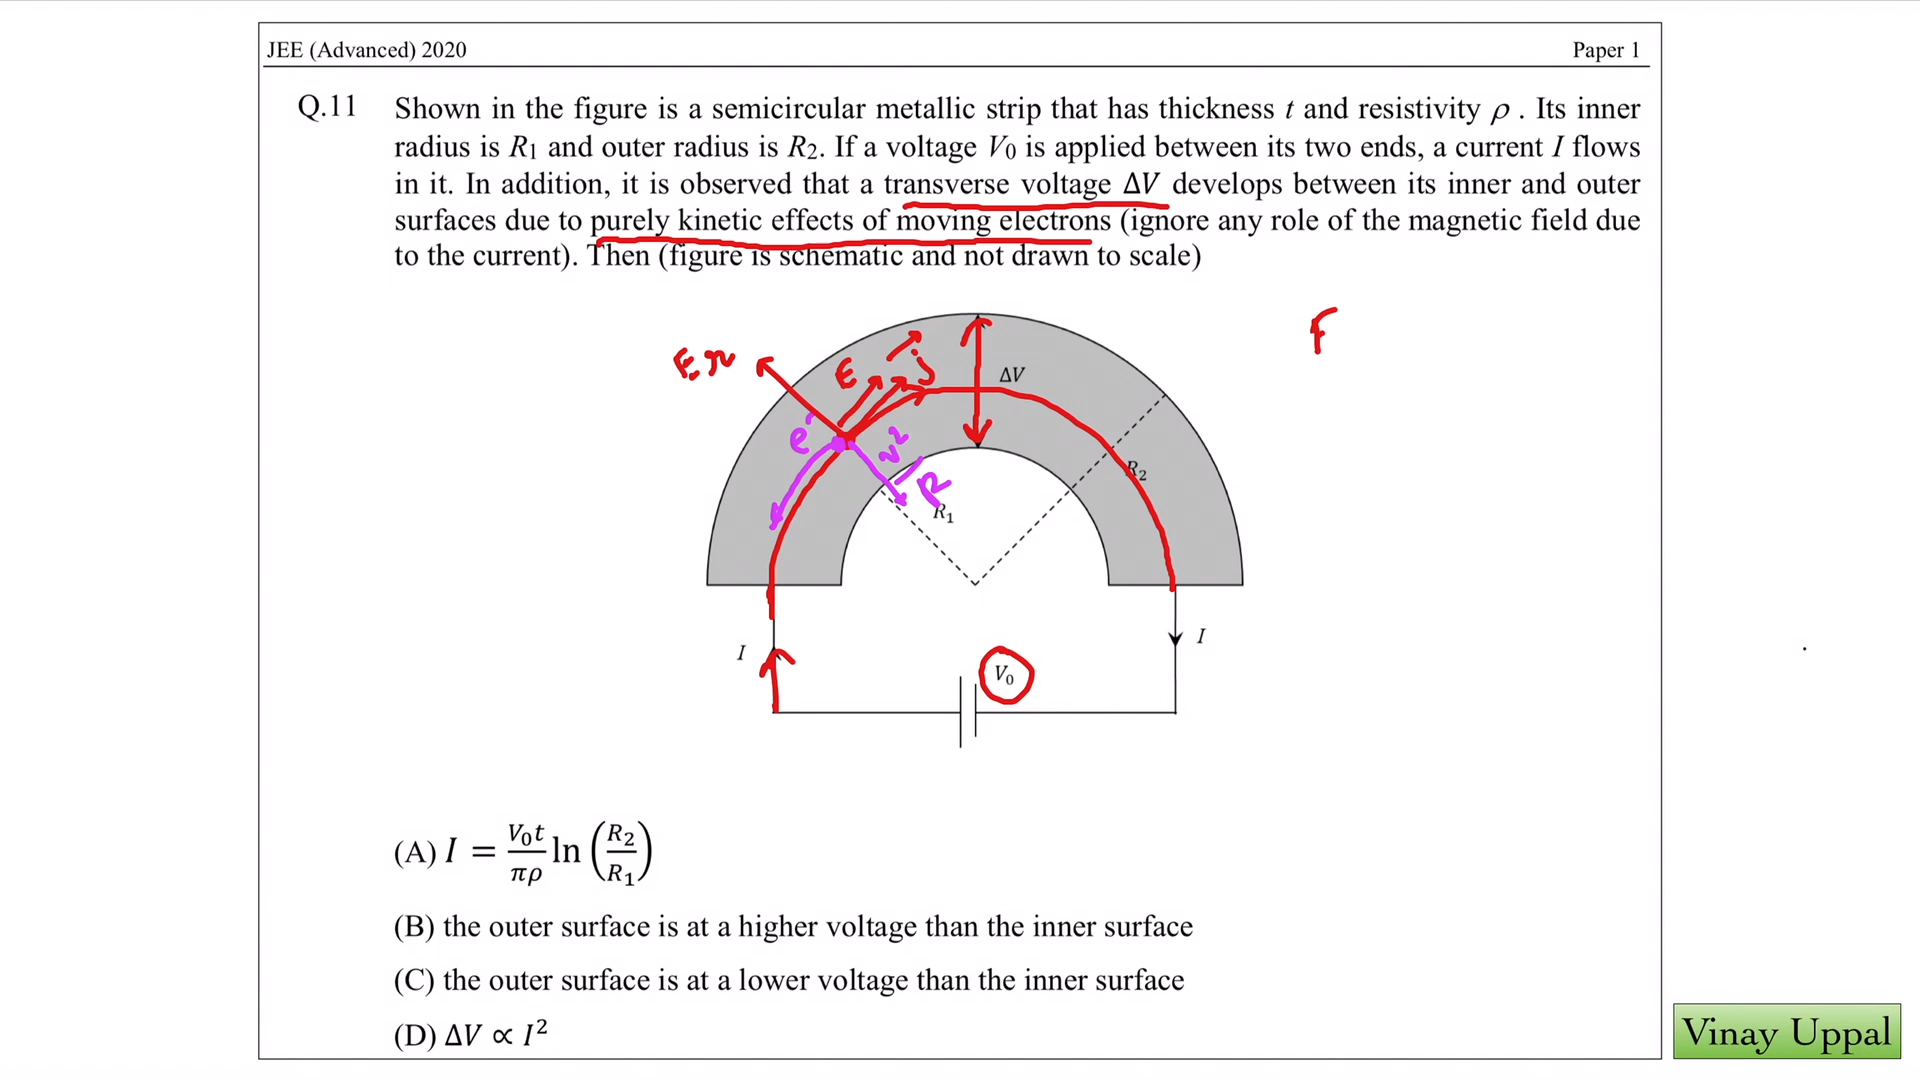 JEE (Advanced) 2020 Paper 1
Q.11 Shown in the figure is a semicircular metallic strip that has thickness t and resistivity ρ . Its inner
radius is R₁ and outer radius is R₂. If a voltage V₀ is applied between its two ends, a current I flows
in it. In addition, it is observed that a transverse voltage ΔV develops between its inner and outer
surfaces due to purely kinetic effects of moving electrons (ignore any role of the magnetic field due
to the current). Then (figure is schematic and not drawn to scale)
F
E j
ΔV
e⁻ v²/R
R₂
R₁
I
I
V₀
(A) I = V₀t/πρ ln(R₂/R₁)
(B) the outer surface is at a higher voltage than the inner surface
(C) the outer surface is at a lower voltage than the inner surface
(D) ΔV ∝ I²
Vinay Uppal